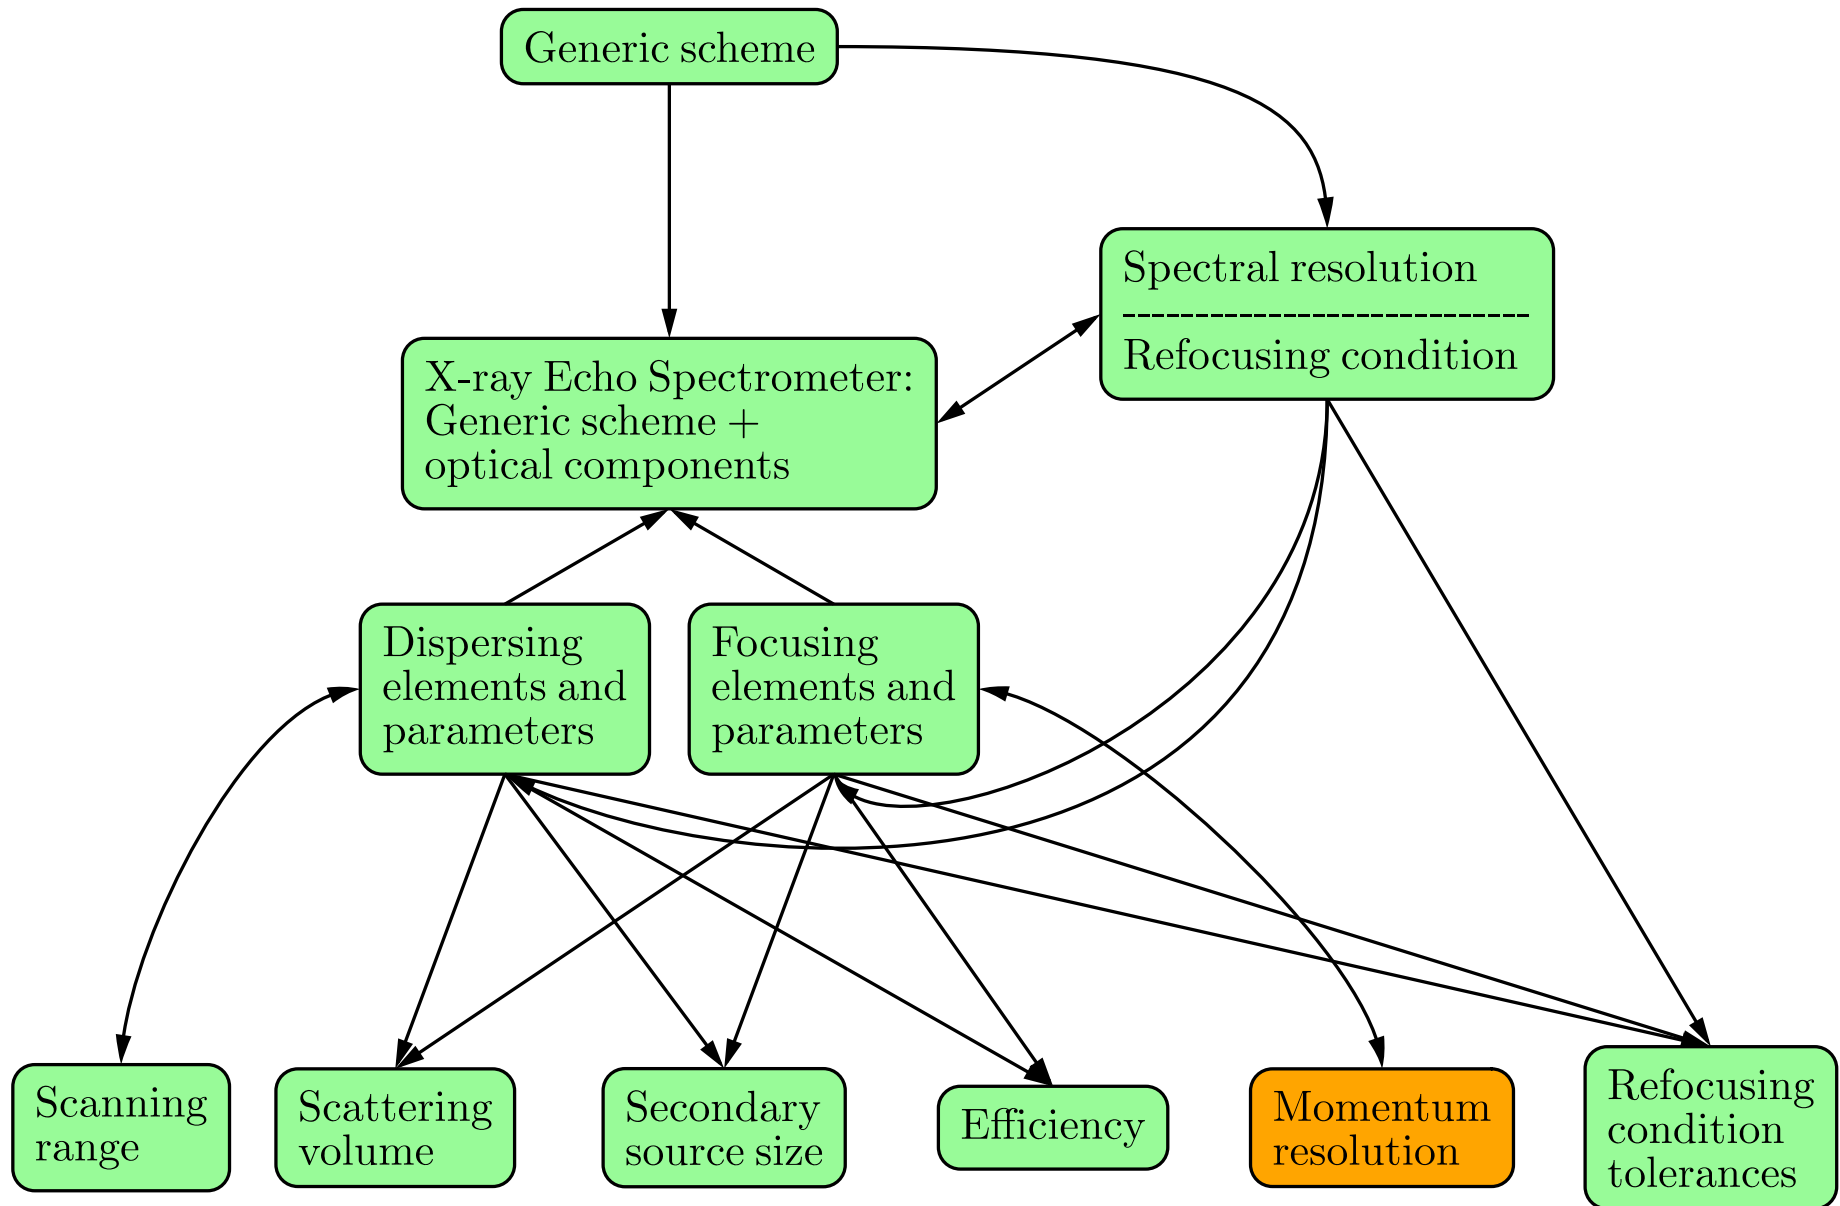 Generic scheme
Spectral resolution
----------------------------
Refocusing condition
X-ray Echo Spectrometer:
Generic scheme +
optical components
Dispersing
elements and
parameters
Focusing
elements and
parameters
Scanning
range
Scattering
volume
Secondary
source size
Efficiency
Momentum
resolution
Refocusing
condition
tolerances